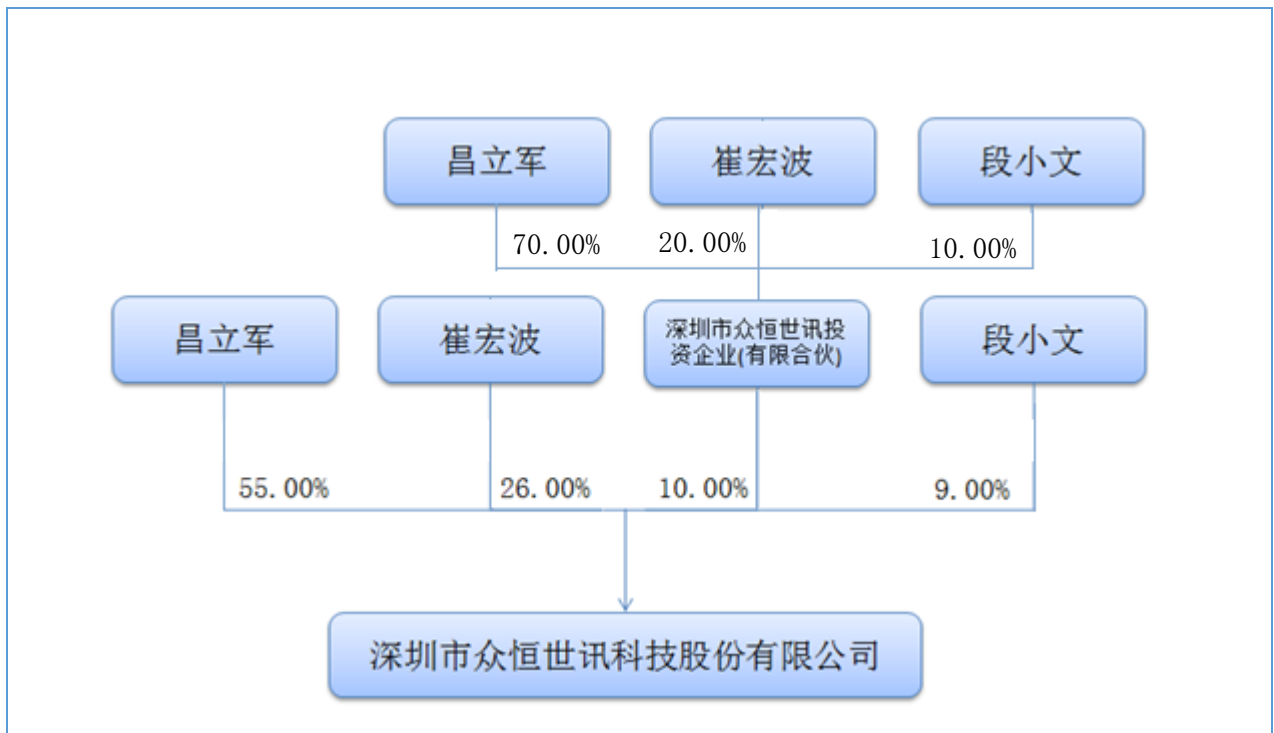 昌立军
崔宏波
段小文
70.00%
20.00%
10.00%
昌立军
崔宏波
深圳市众恒世讯投
资企业(有限合伙)
段小文
55.00%
26.00%
10.00%
9.00%
深圳市众恒世讯科技股份有限公司